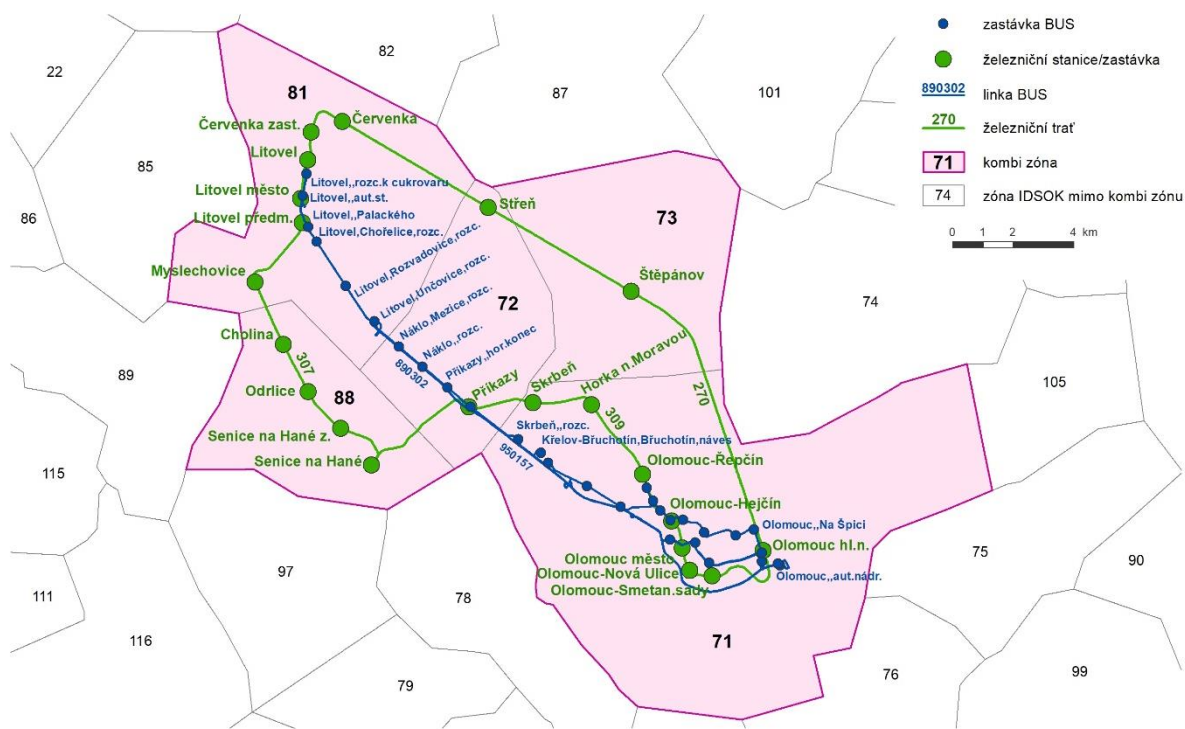 22
82
87
101
85
86
89
115
111
116
97
78
79
74
105
75
90
76
99
81
72
73
88
71
Červenka zast.
Červenka
Litovel
Litovel město
Litovel předm.
Myslechovice
Cholina
307
Odrlice
Senice na Hané z.
Senice na Hané
Litovel,,rozc.k cukrovaru
Litovel,,aut.st.
Litovel,,Palackého
Litovel,Chořelice,rozc.
Litovel,Rozvadovice,rozc.
Litovel,Unčovice,rozc.
Náklo,Mezice,rozc.
Náklo,,rozc.
Příkazy,,hor.konec
890302
Střeň
Štěpánov
270
Příkazy
Skrbeň
Horka n.Moravou
309
Skrbeň,,rozc.
Křelov-Břuchotín,Břuchotín,náves
950157
Olomouc-Řepčín
Olomouc-Hejčín
Olomouc,,Na Špici
Olomouc hl.n.
Olomouc město
Olomouc-Nová Ulice
Olomouc,,aut.nádr.
Olomouc-Smetan.sady
zastávka BUS
železniční stanice/zastávka
890302 linka BUS
270 železniční trať
71 kombi zóna
74 zóna IDSOK mimo kombi zónu
0 1 2 4 km